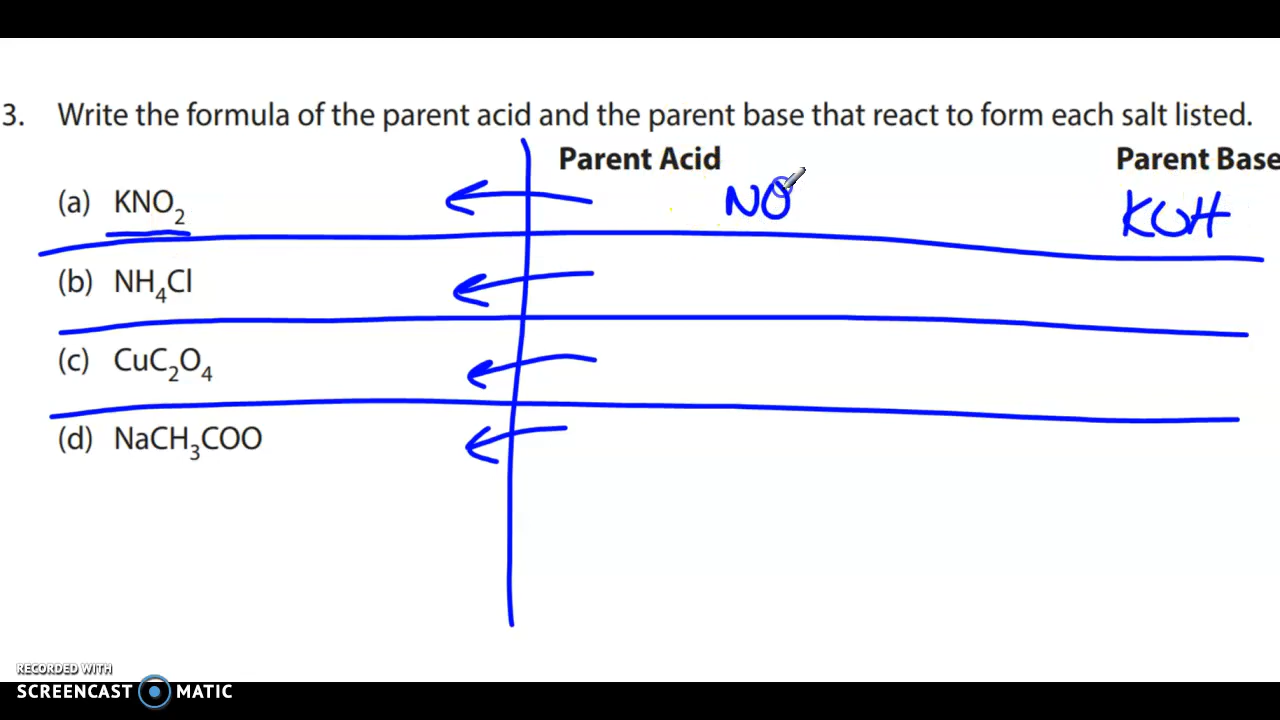 3. Write the formula of the parent acid and the parent base that react to form each salt listed.
Parent Acid Parent Base
(a) KNO₂ NO KOH
(b) NH₄Cl
(c) CuC₂O₄
(d) NaCH₃COO
RECORDED WITH
SCREENCAST MATIC